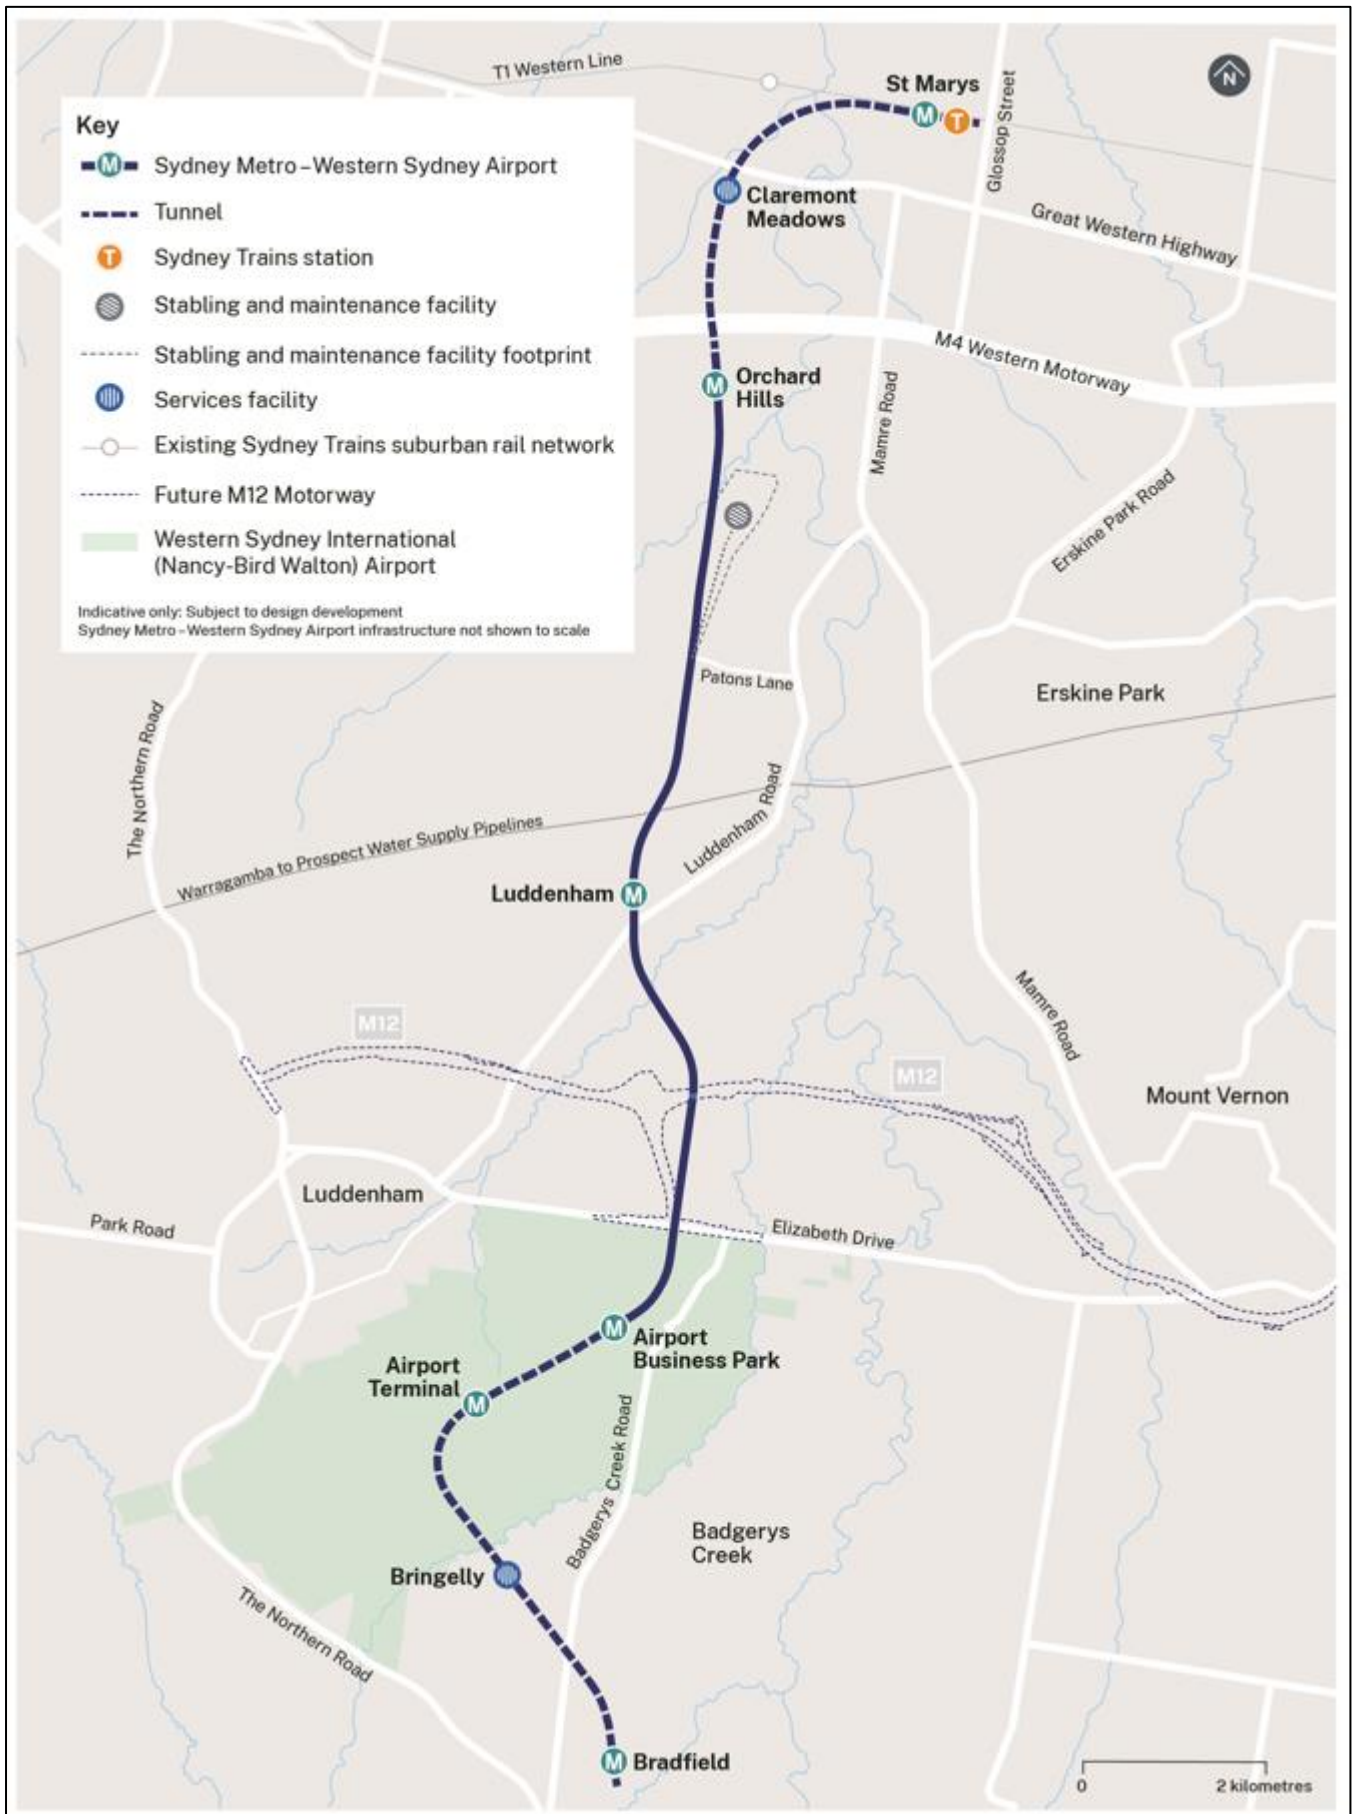 T1 Western Line
St Marys
N
M
T
Glossop Street
Key
M
Sydney Metro – Western Sydney Airport
Tunnel
T
Sydney Trains station
Stabling and maintenance facility
Stabling and maintenance facility footprint
Services facility
Existing Sydney Trains suburban rail network
Future M12 Motorway
Western Sydney International
(Nancy-Bird Walton) Airport
Indicative only: Subject to design development
Sydney Metro – Western Sydney Airport infrastructure not shown to scale
Claremont
Meadows
Great Western Highway
M4 Western Motorway
M
Orchard
Hills
Mamre Road
Erskine Park Road
Patons Lane
Erskine Park
The Northern Road
Luddenham Road
Warragamba to Prospect Water Supply Pipelines
Luddenham
M
Mamre Road
M12
M12
Mount Vernon
Luddenham
Park Road
Elizabeth Drive
M
Airport
Business Park
Airport
Terminal
M
Badgerys Creek Road
Badgerys
Creek
Bringelly
The Northern Road
M
Bradfield
0
2 kilometres